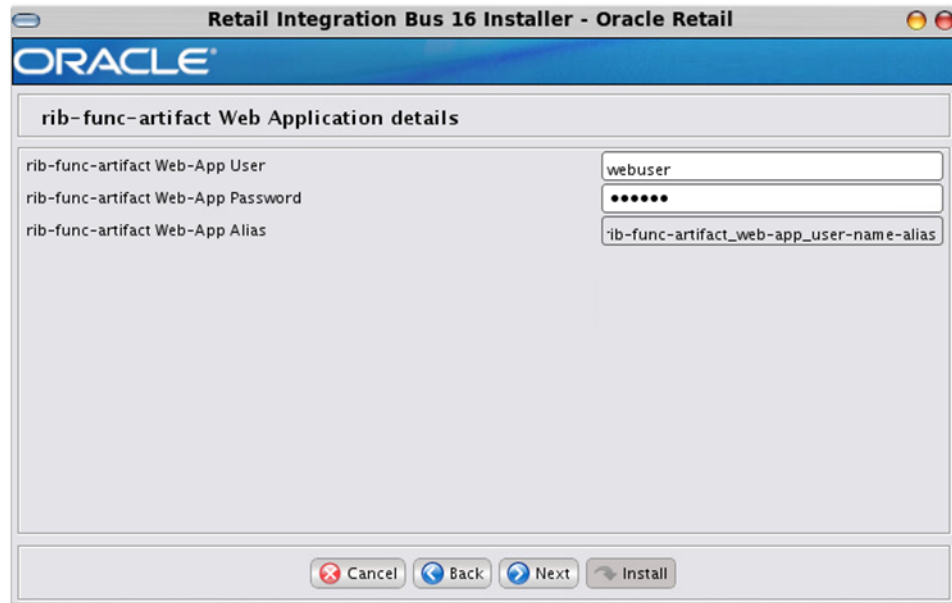 Retail Integration Bus 16 Installer - Oracle Retail
ORACLE®
rib-func-artifact Web Application details
rib-func-artifact Web-App User
webuser
rib-func-artifact Web-App Password
••••••
rib-func-artifact Web-App Alias
rib-func-artifact_web-app_user-name-alias
Cancel Back Next Install